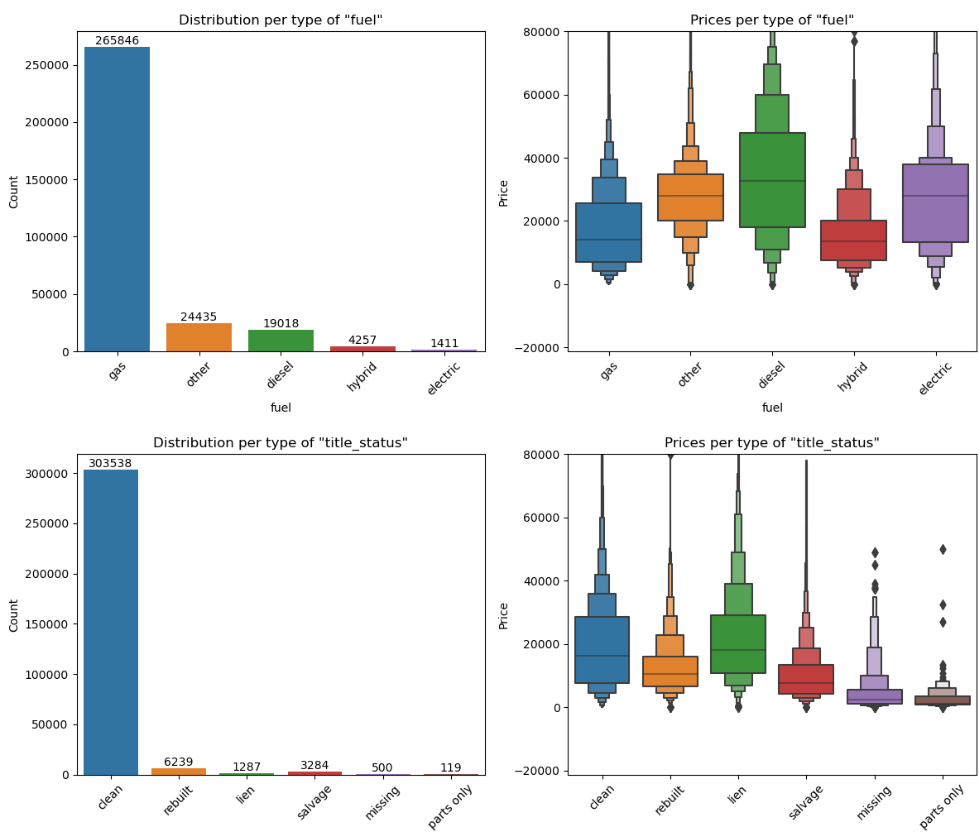 Distribution per type of "fuel"
265846
24435
19018
4257
1411
250000
200000
150000
100000
50000
0
Count
gas
other
diesel
hybrid
electric
fuel
Prices per type of "fuel"
80000
60000
40000
20000
0
−20000
Price
gas
other
diesel
hybrid
electric
fuel
Distribution per type of "title_status"
303538
6239
1287
3284
500
119
300000
250000
200000
150000
100000
50000
0
Count
clean
rebuilt
lien
salvage
missing
parts only
Prices per type of "title_status"
80000
60000
40000
20000
0
−20000
Price
clean
rebuilt
lien
salvage
missing
parts only